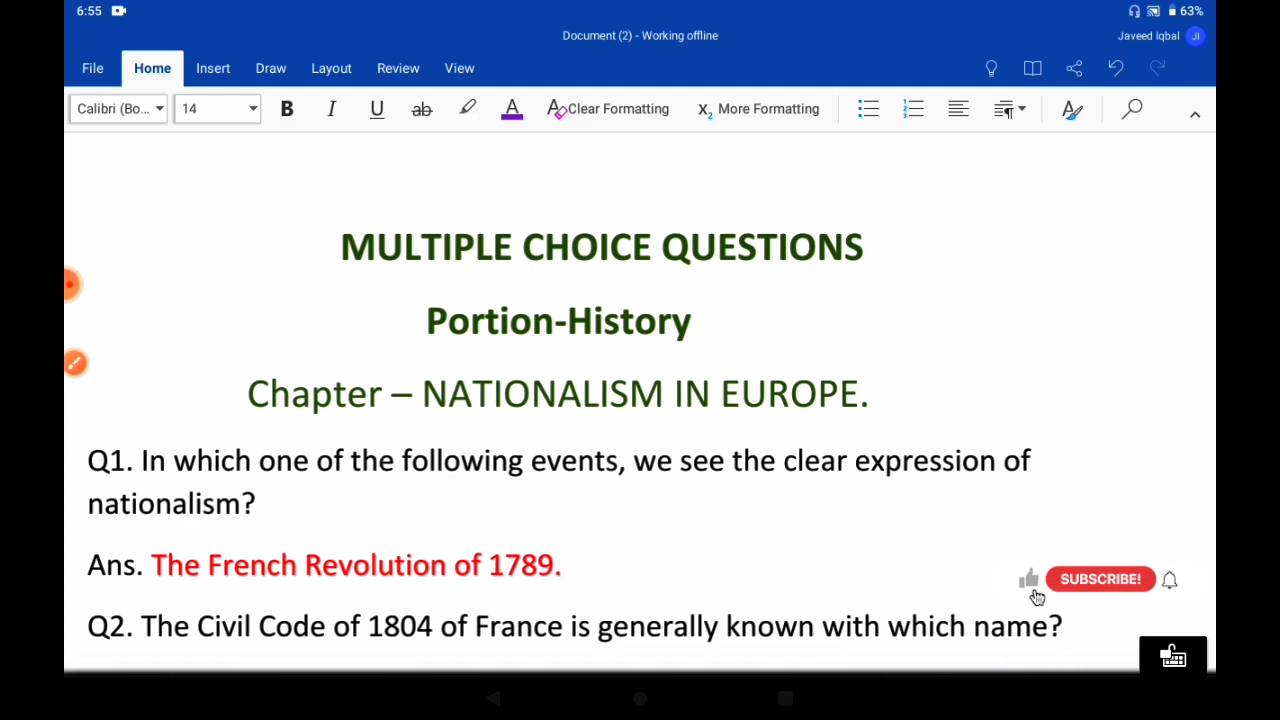 6:55 63%
Document (2) - Working offline
Javeed Iqbal JI
File Home Insert Draw Layout Review View
Calibri (Bo... 14 B I U ab A A Clear Formatting X2 More Formatting
MULTIPLE CHOICE QUESTIONS
Portion-History
Chapter – NATIONALISM IN EUROPE.
Q1. In which one of the following events, we see the clear expression of
nationalism?
Ans. The French Revolution of 1789.
SUBSCRIBE!
Q2. The Civil Code of 1804 of France is generally known with which name?